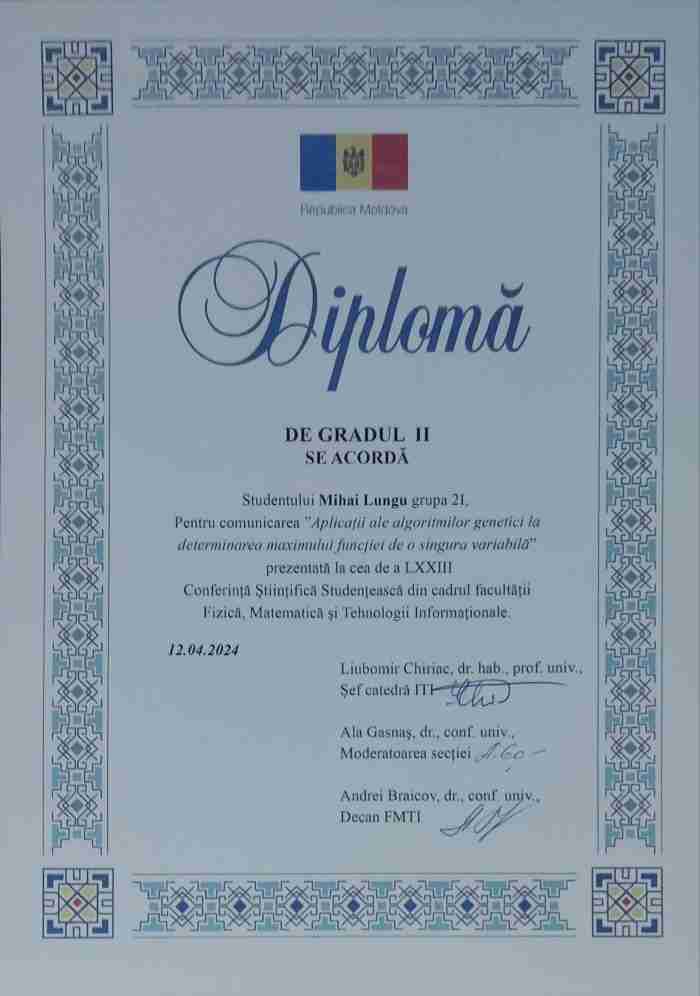 Republica Moldova
Diplomă
DE GRADUL II
SE ACORDĂ
Studentului Mihai Lungu grupa 2I,
Pentru comunicarea "Aplicații ale algoritmilor genetici la
determinarea maximului funcției de o singura variabilă"
prezentată la cea de a LXXIII
Conferință Științifică Studențească din cadrul facultății
Fizică, Matematică și Tehnologii Informaționale.
12.04.2024
Liubomir Chiriac, dr. hab., prof. univ.,
Șef catedră ITI
Ala Gasnaș, dr., conf. univ.,
Moderatoarea secției
Andrei Braicov, dr., conf. univ.,
Decan FMTI